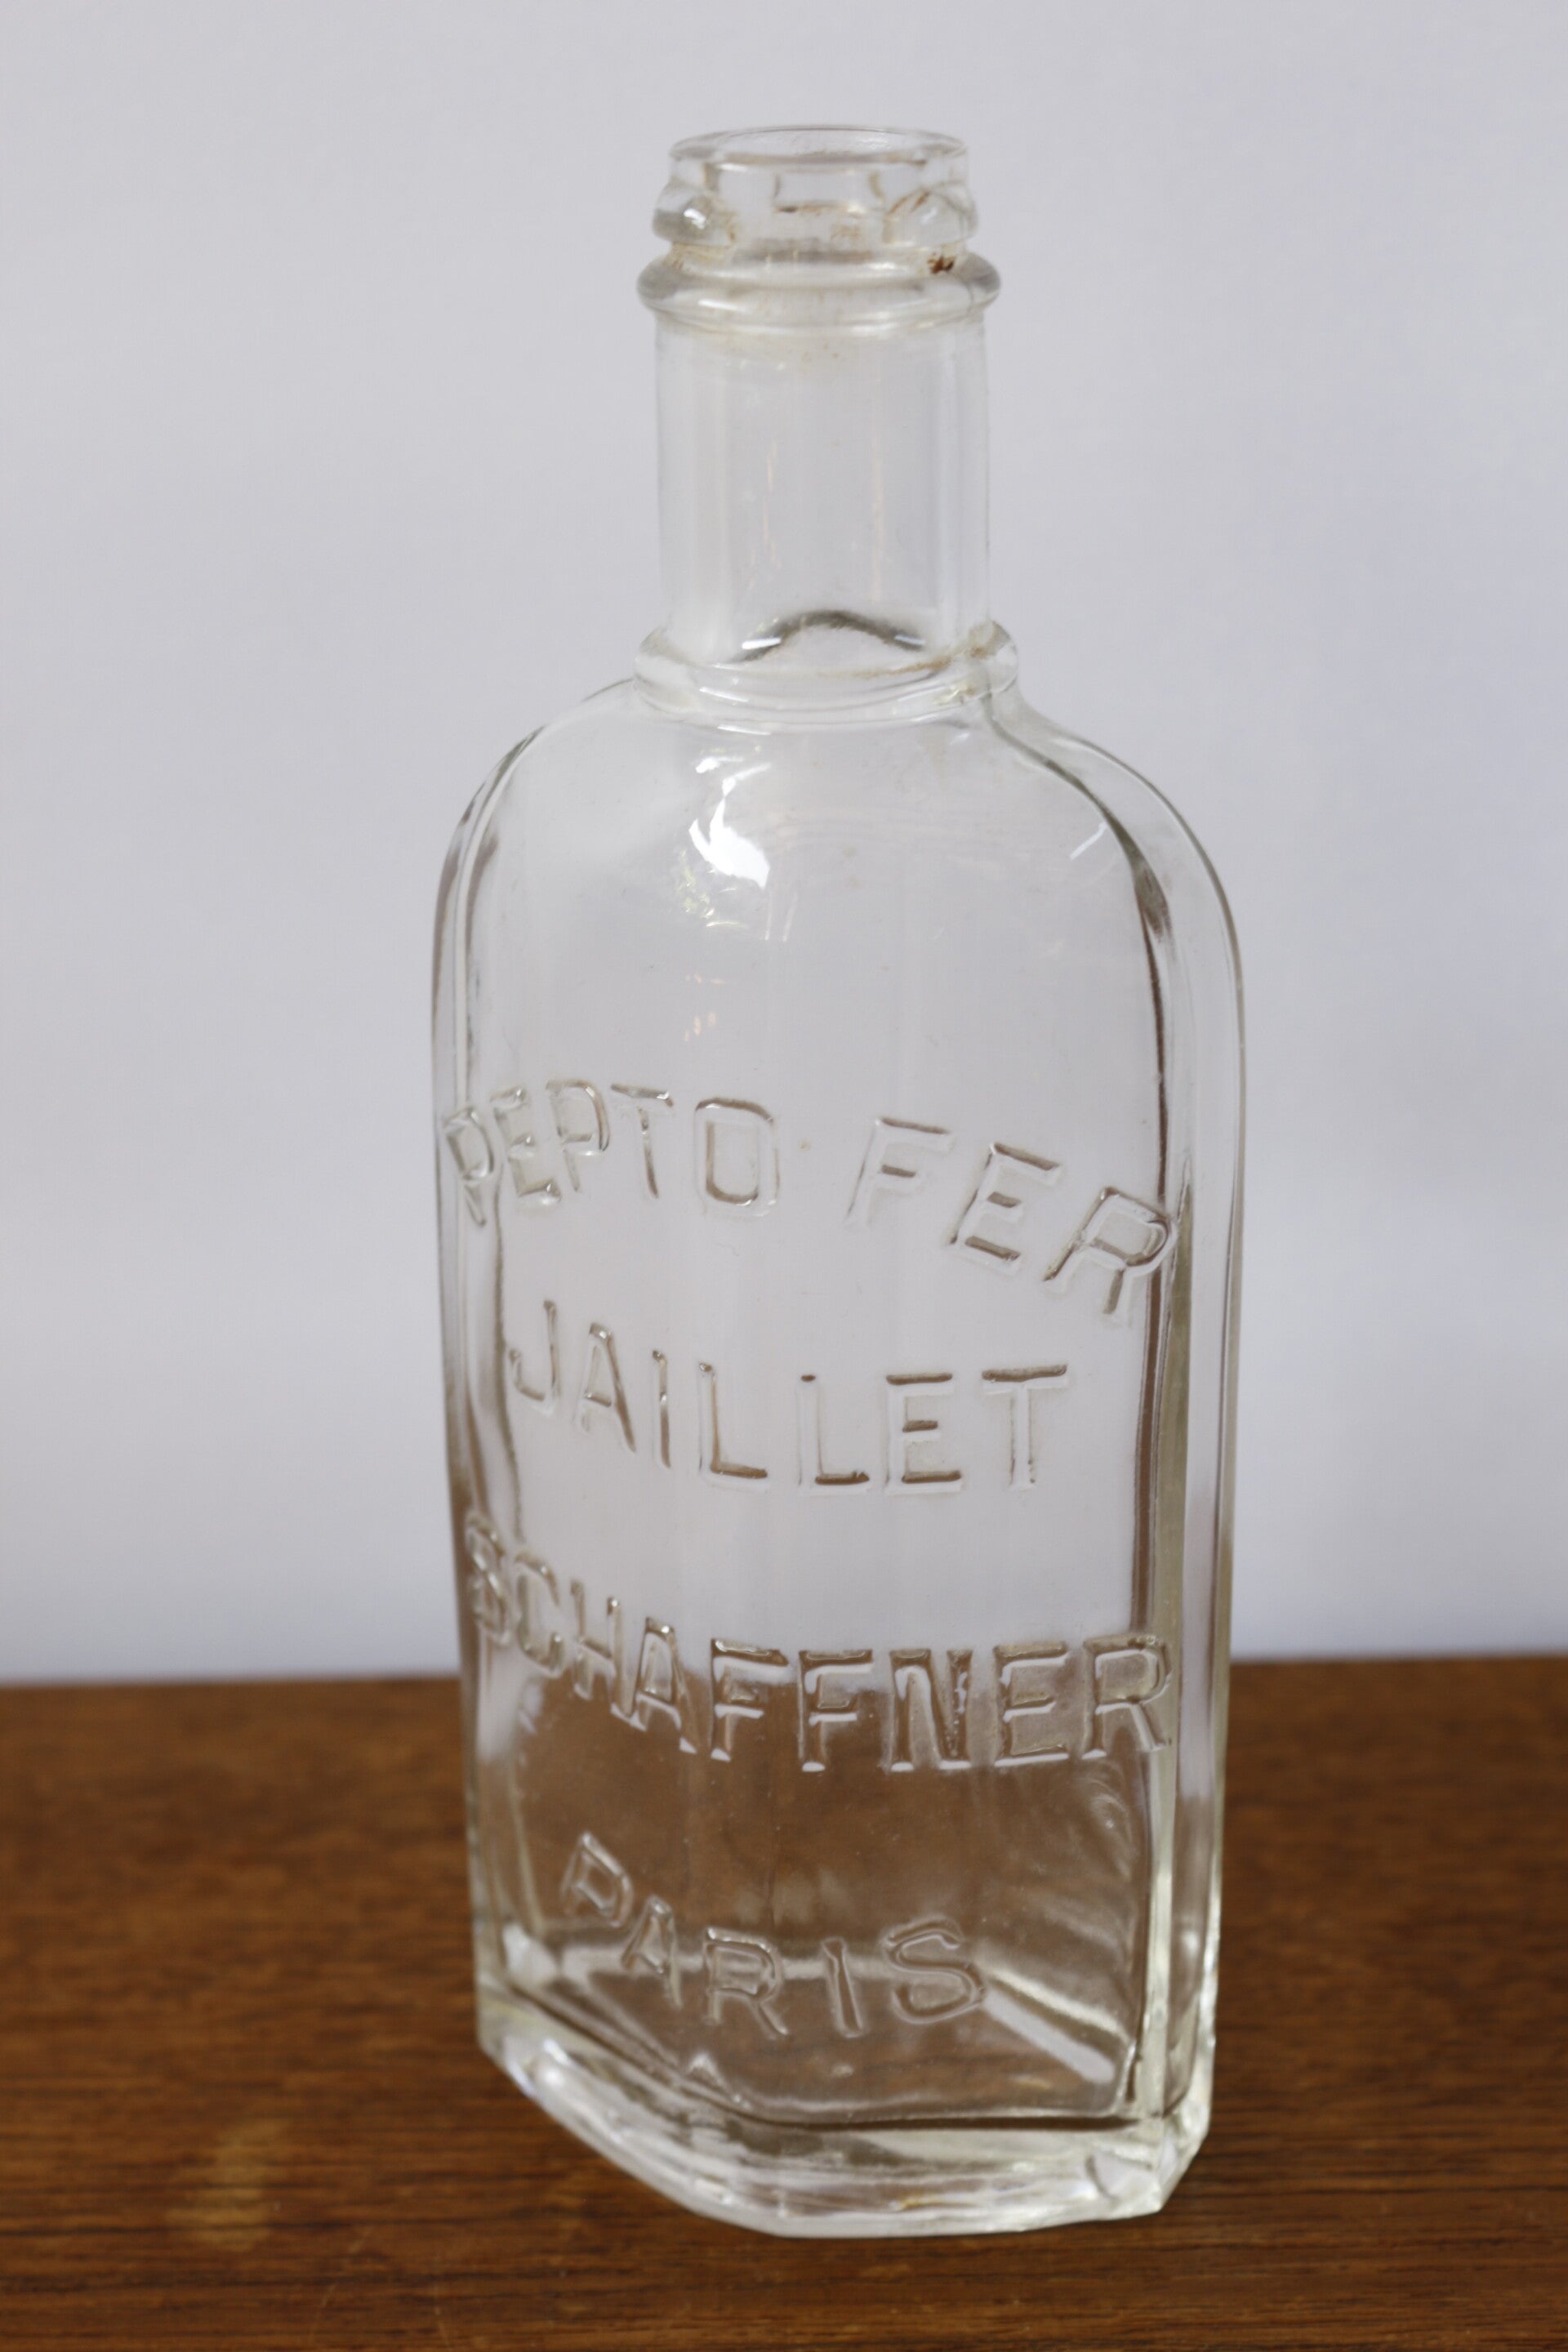 PEPTO FER
JAILLET
SCHAFFNER
PARIS